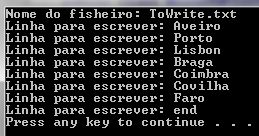 Nome do fisheiro: ToWrite.txt
Linha para escrever: Aveiro
Linha para escrever: Porto
Linha para escrever: Lisbon
Linha para escrever: Braga
Linha para escrever: Coimbra
Linha para escrever: Covilha
Linha para escrever: Faro
Linha para escrever: end
Press any key to continue . . .